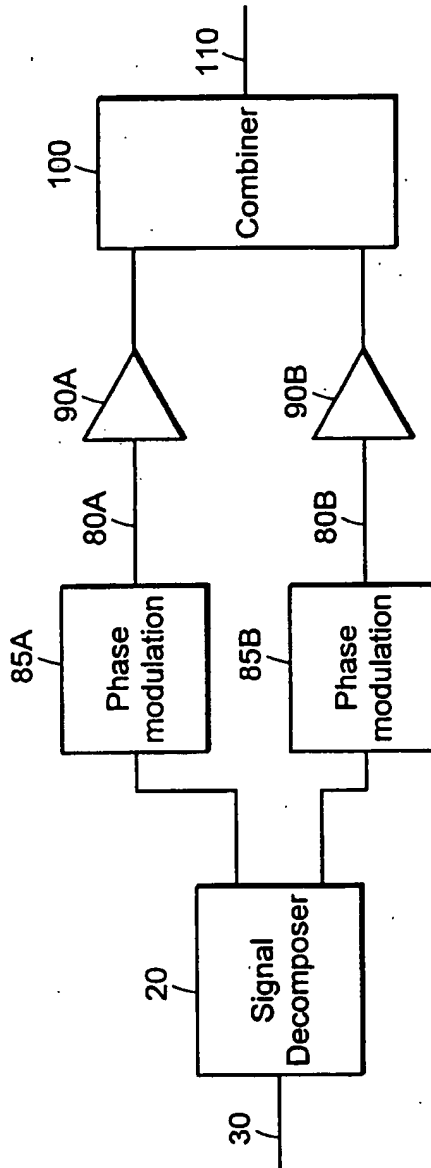 30
20
Signal
Decomposer
85A
Phase
modulation
80A
90A
85B
Phase
modulation
80B
90B
100
Combiner
110